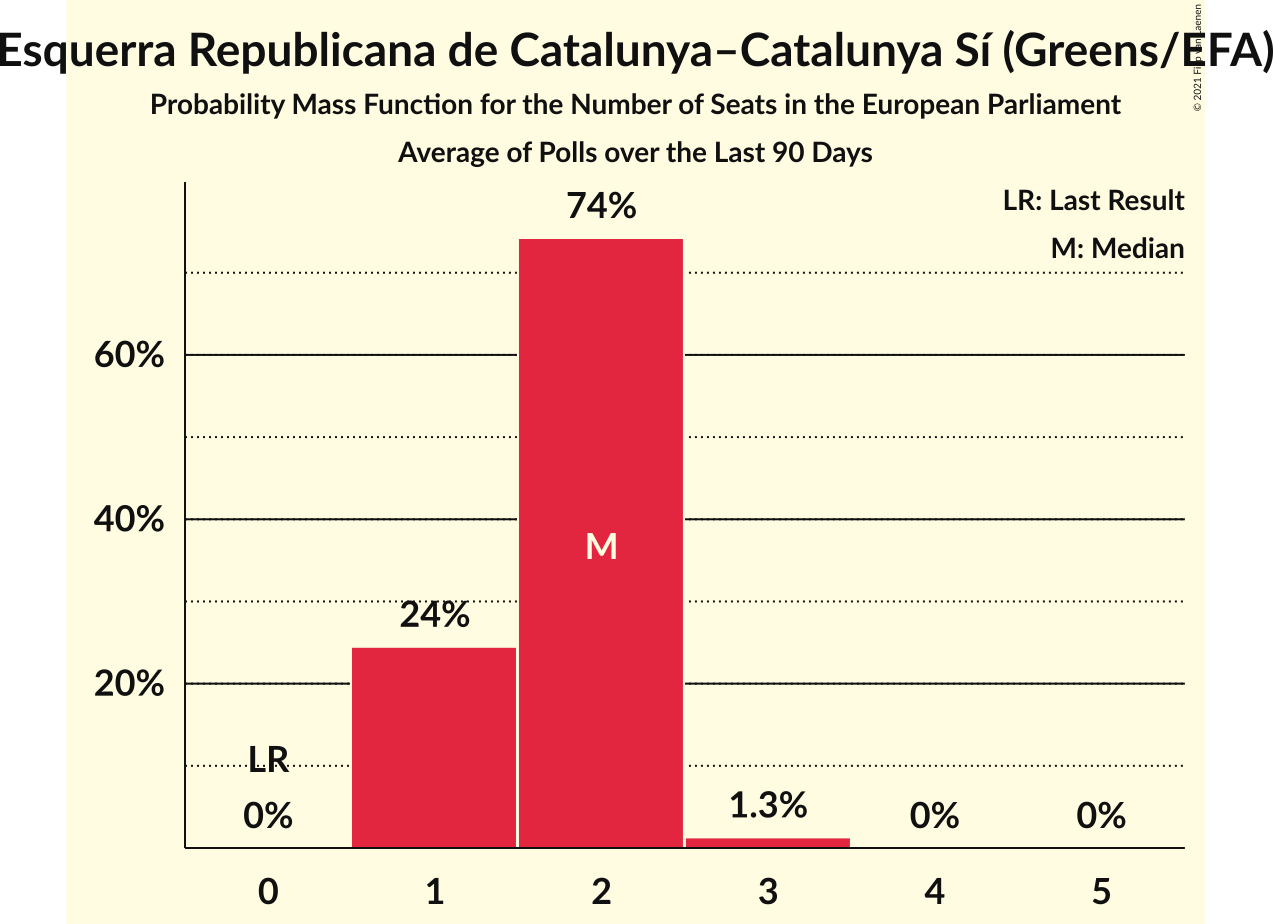 Esquerra Republicana de Catalunya–Catalunya Sí (Greens/EFA)
Probability Mass Function for the Number of Seats in the European Parliament
Average of Polls over the Last 90 Days
LR: Last Result
M: Median
74%
60%
40%
M
24%
20%
LR
0%
1.3%
0%
0%
0
1
2
3
4
5
© 2021